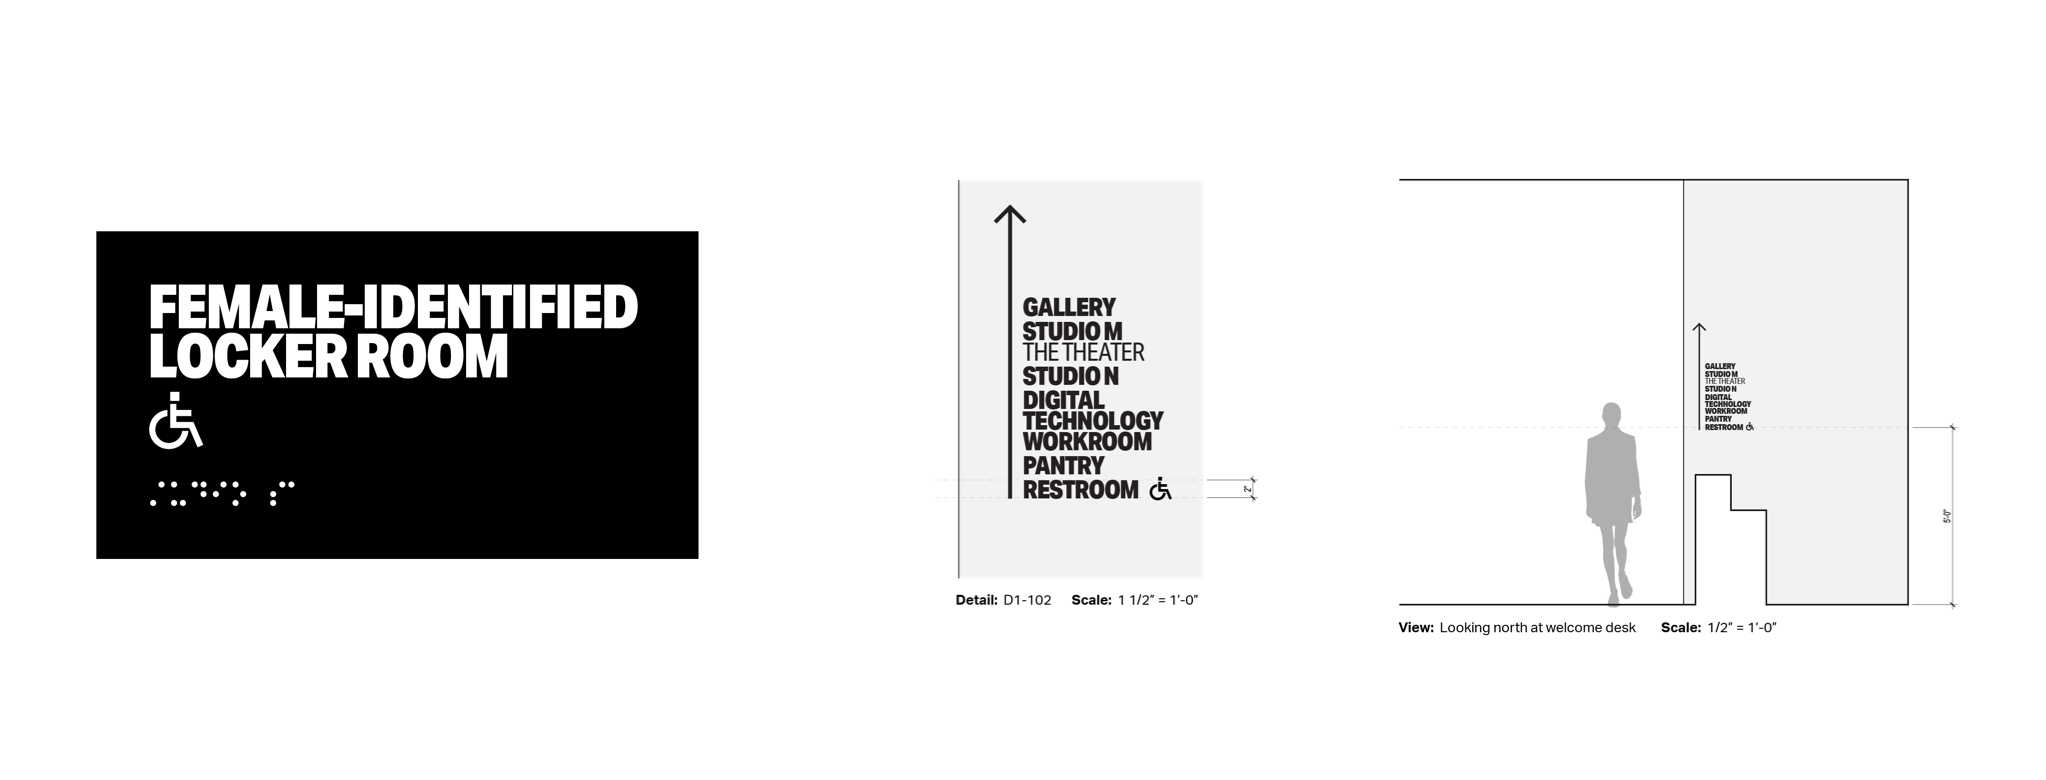 FEMALE-IDENTIFIED
LOCKER ROOM
GALLERY
STUDIO M
THE THEATER
STUDIO N
DIGITAL
TECHNOLOGY
WORKROOM
PANTRY
RESTROOM
2"
Detail: D1-102 Scale: 1 1/2" = 1'-0"
GALLERY
STUDIO M
THE THEATER
STUDIO N
DIGITAL
TECHNOLOGY
WORKROOM
PANTRY
RESTROOM
5'-0"
View: Looking north at welcome desk Scale: 1/2" = 1'-0"